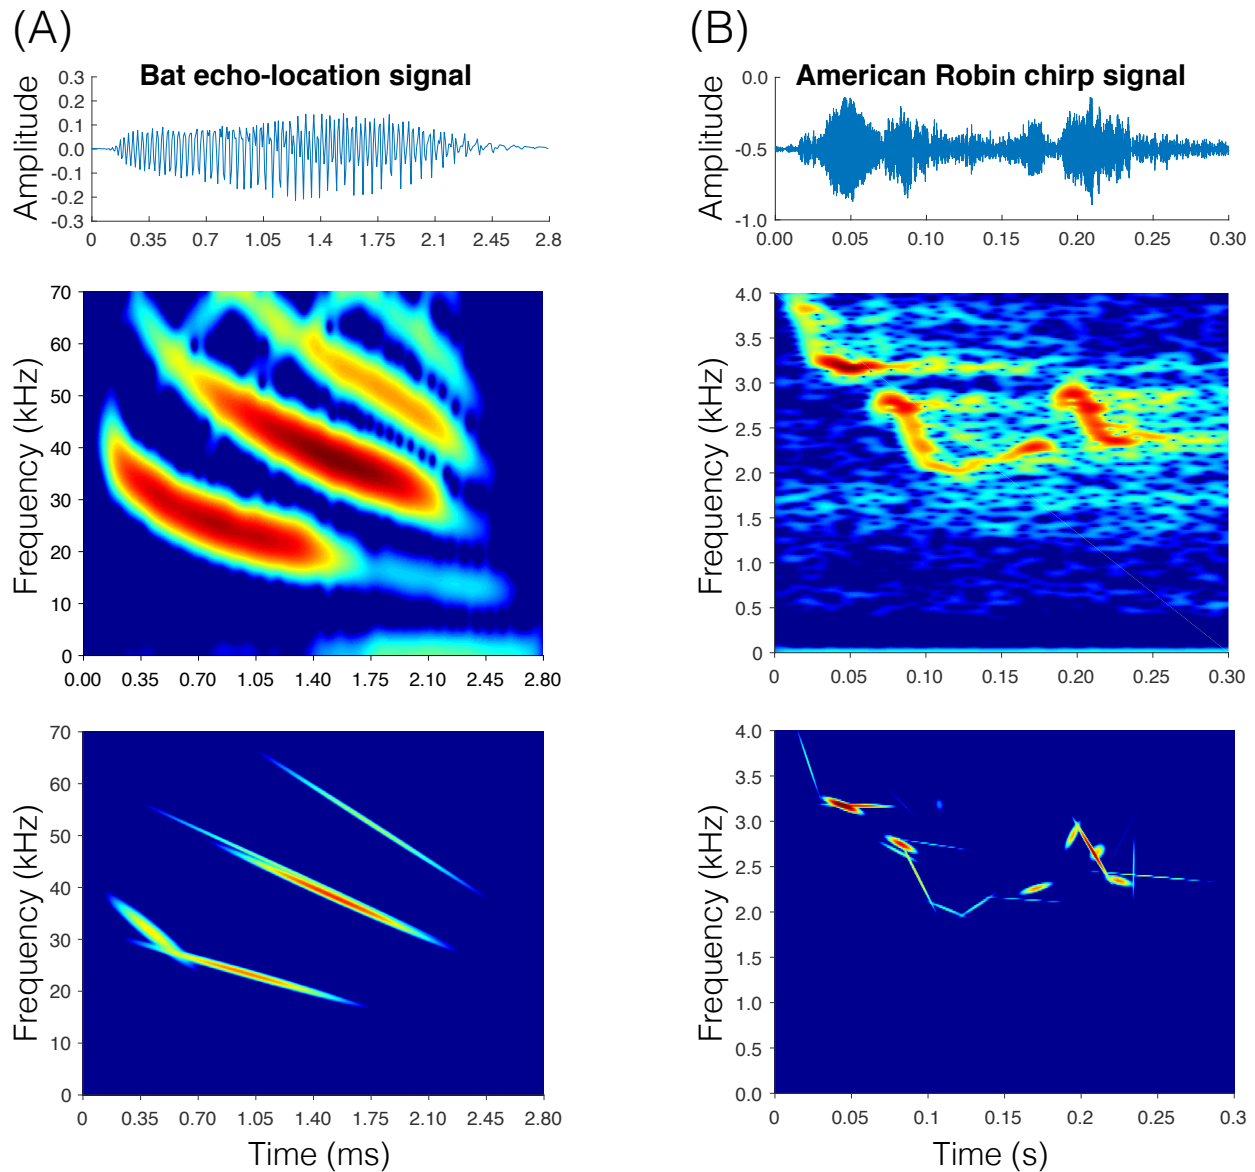 (A)
Bat echo-location signal
Amplitude
0.3
0.2
0.1
0.0
-0.1
-0.2
-0.3
0 0.35 0.7 1.05 1.4 1.75 2.1 2.45 2.8
Frequency (kHz)
70
60
50
40
30
20
10
0
0.00 0.35 0.70 1.05 1.40 1.75 2.10 2.45 2.80
Frequency (kHz)
70
60
50
40
30
20
10
0
0 0.35 0.70 1.05 1.40 1.75 2.10 2.45 2.80
Time (ms)
(B)
American Robin chirp signal
Amplitude
0.0
-0.5
-1.0
0.00 0.05 0.10 0.15 0.20 0.25 0.30
Frequency (kHz)
4.0
3.5
3.0
2.5
2.0
1.5
1.0
0.5
0
0 0.05 0.10 0.15 0.20 0.25 0.30
Frequency (kHz)
4.0
3.5
3.0
2.5
2.0
1.5
1.0
0.5
0.0
0 0.05 0.1 0.15 0.2 0.25 0.3
Time (s)